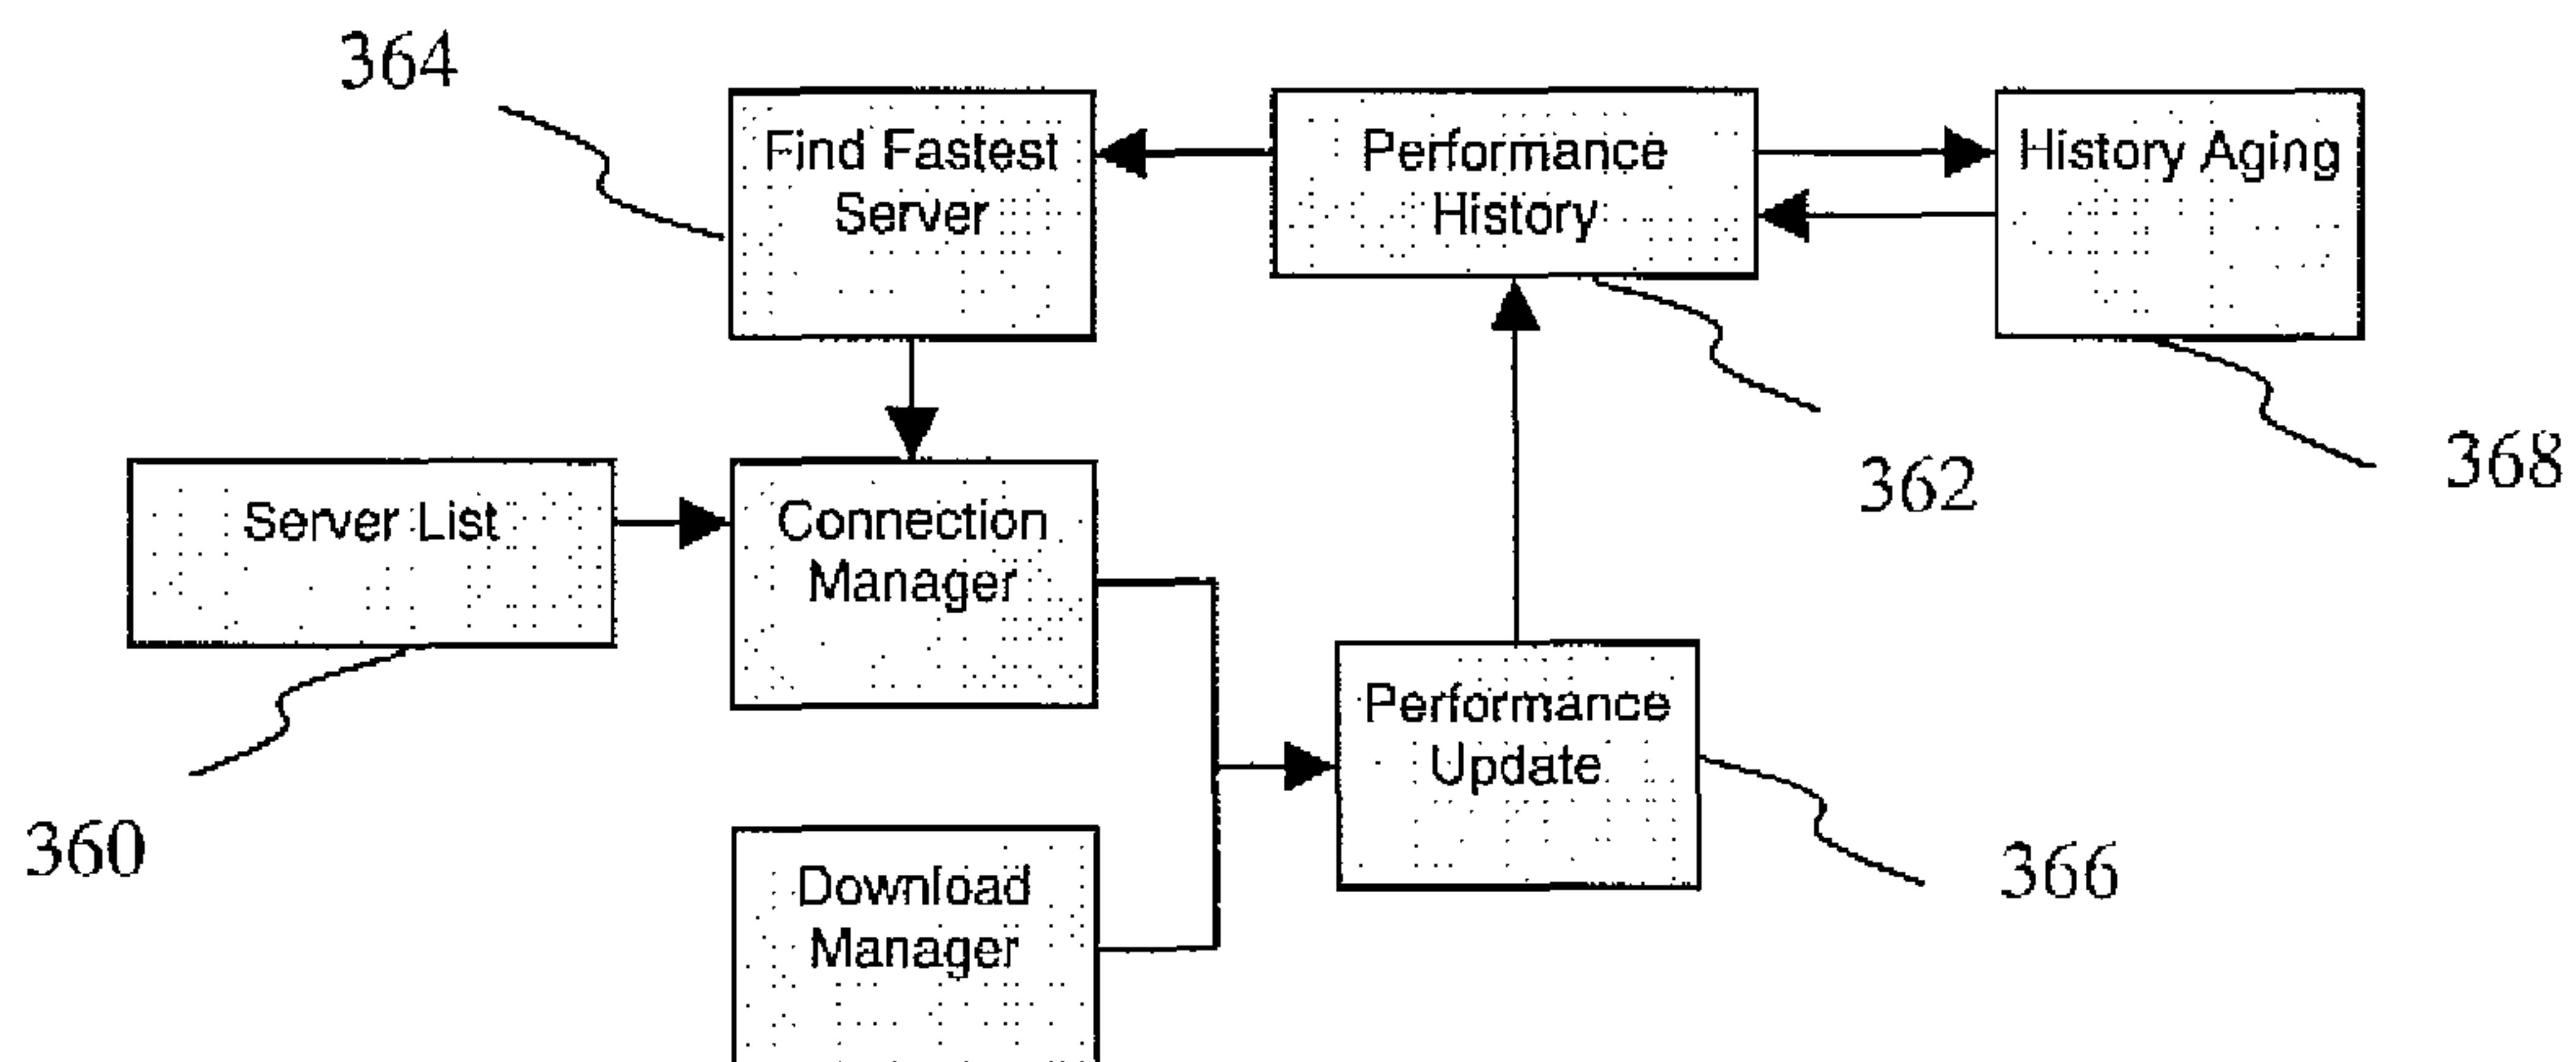 364
Find Fastest
Server
Performance
History
History Aging
362
368
Server List
Connection
Manager
360
Performance
Update
366
Download
Manager